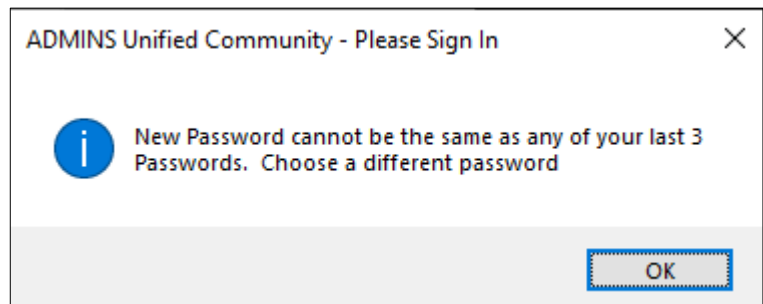 ADMINS Unified Community - Please Sign In
New Password cannot be the same as any of your last 3
Passwords.  Choose a different password
OK